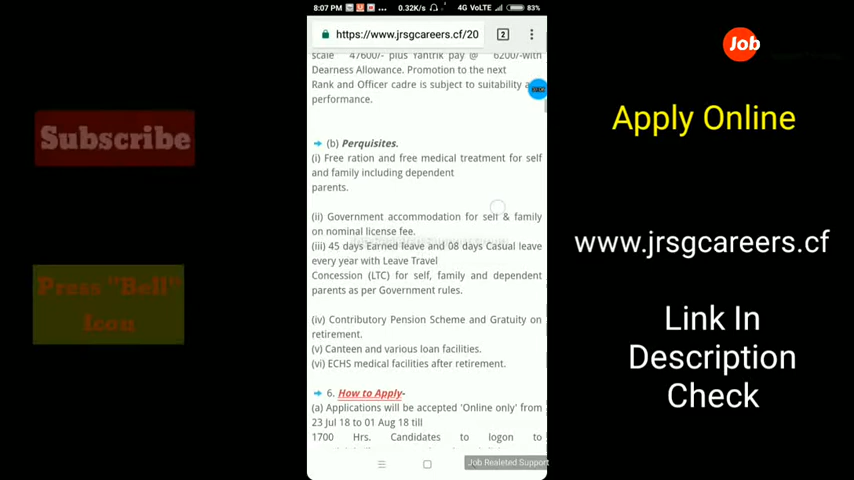 8:07 PM
0.32K/s
4G VoLTE
83%
https://www.jrsgcareers.cf/20
2
scale 47600/- plus Yantrik pay @ 6200/-with
Dearness Allowance. Promotion to the next
Rank and Officer cadre is subject to suitability a
performance.
(b) Perquisites.
(i) Free ration and free medical treatment for self
and family including dependent
parents.
(ii) Government accommodation for self & family
on nominal license fee.
(iii) 45 days Earned leave and 08 days Casual leave
every year with Leave Travel
Concession (LTC) for self, family and dependent
parents as per Government rules.
(iv) Contributory Pension Scheme and Gratuity on
retirement.
(v) Canteen and various loan facilities.
(vi) ECHS medical facilities after retirement.
6. How to Apply-
(a) Applications will be accepted 'Online only' from
23 Jul 18 to 01 Aug 18 till
1700 Hrs. Candidates to logon to
Job Realeted Support
Subscribe
Press "Bell"
Icon
Job
Apply Online
www.jrsgcareers.cf
Link In
Description
Check